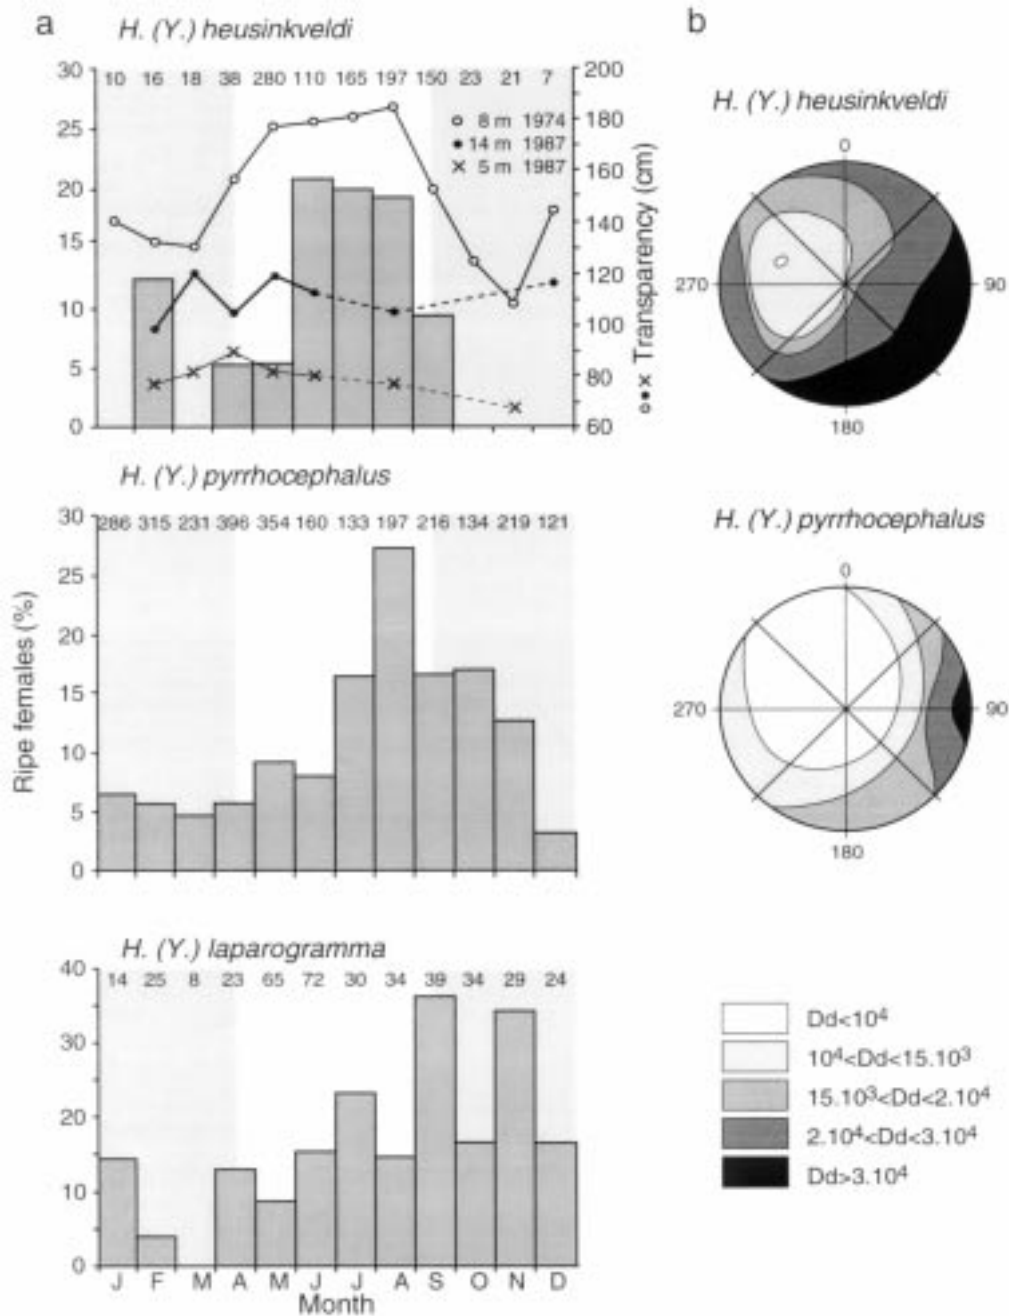 a
H. (Y.) heusinkveldi
30
25
20
15
10
5
0
10 16 18 38 280 110 165 197 150 23 21 7
200
180
160
140
120
100
80
60
o 8 m 1974
• 14 m 1987
× 5 m 1987
o•× Transparency (cm)
H. (Y.) pyrrhocephalus
30
25
20
15
10
5
0
286 315 231 396 354 160 133 197 216 134 219 121
Ripe females (%)
H. (Y.) laparogramma
40
30
20
10
0
14 25 8 23 65 72 30 34 39 34 29 24
J F M A M J J A S O N D
Month
b
H. (Y.) heusinkveldi
0
270 90
180
H. (Y.) pyrrhocephalus
0
270 90
180
Dd<10⁴
10⁴<Dd<15.10³
15.10³<Dd<2.10⁴
2.10⁴<Dd<3.10⁴
Dd>3.10⁴